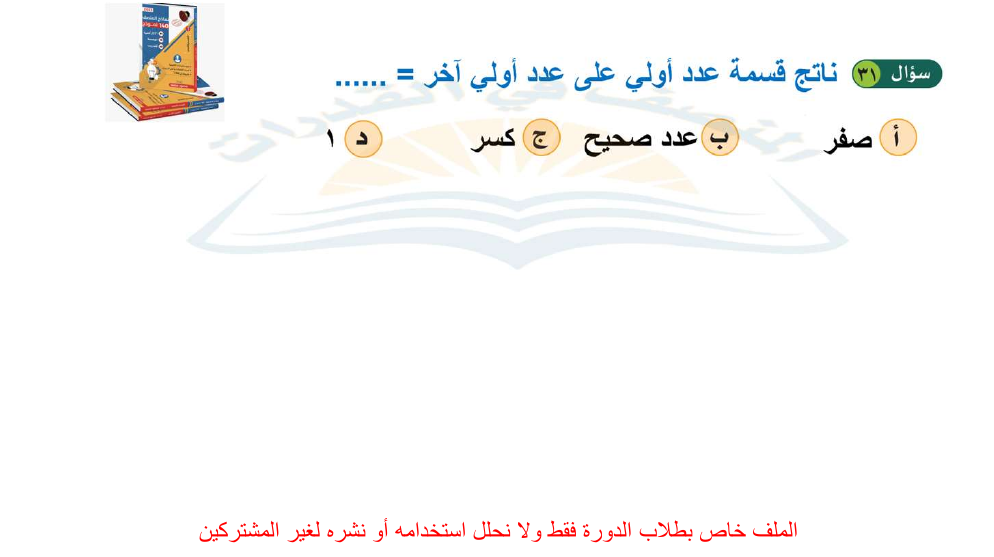 سؤال ٣١ ناتج قسمة عدد أولي على عدد أولي آخر = ......
أ صفر ب عدد صحيح ج كسر د ١
الملف خاص بطلاب الدورة فقط ولا نحلل استخدامه أو نشره لغير المشتركين